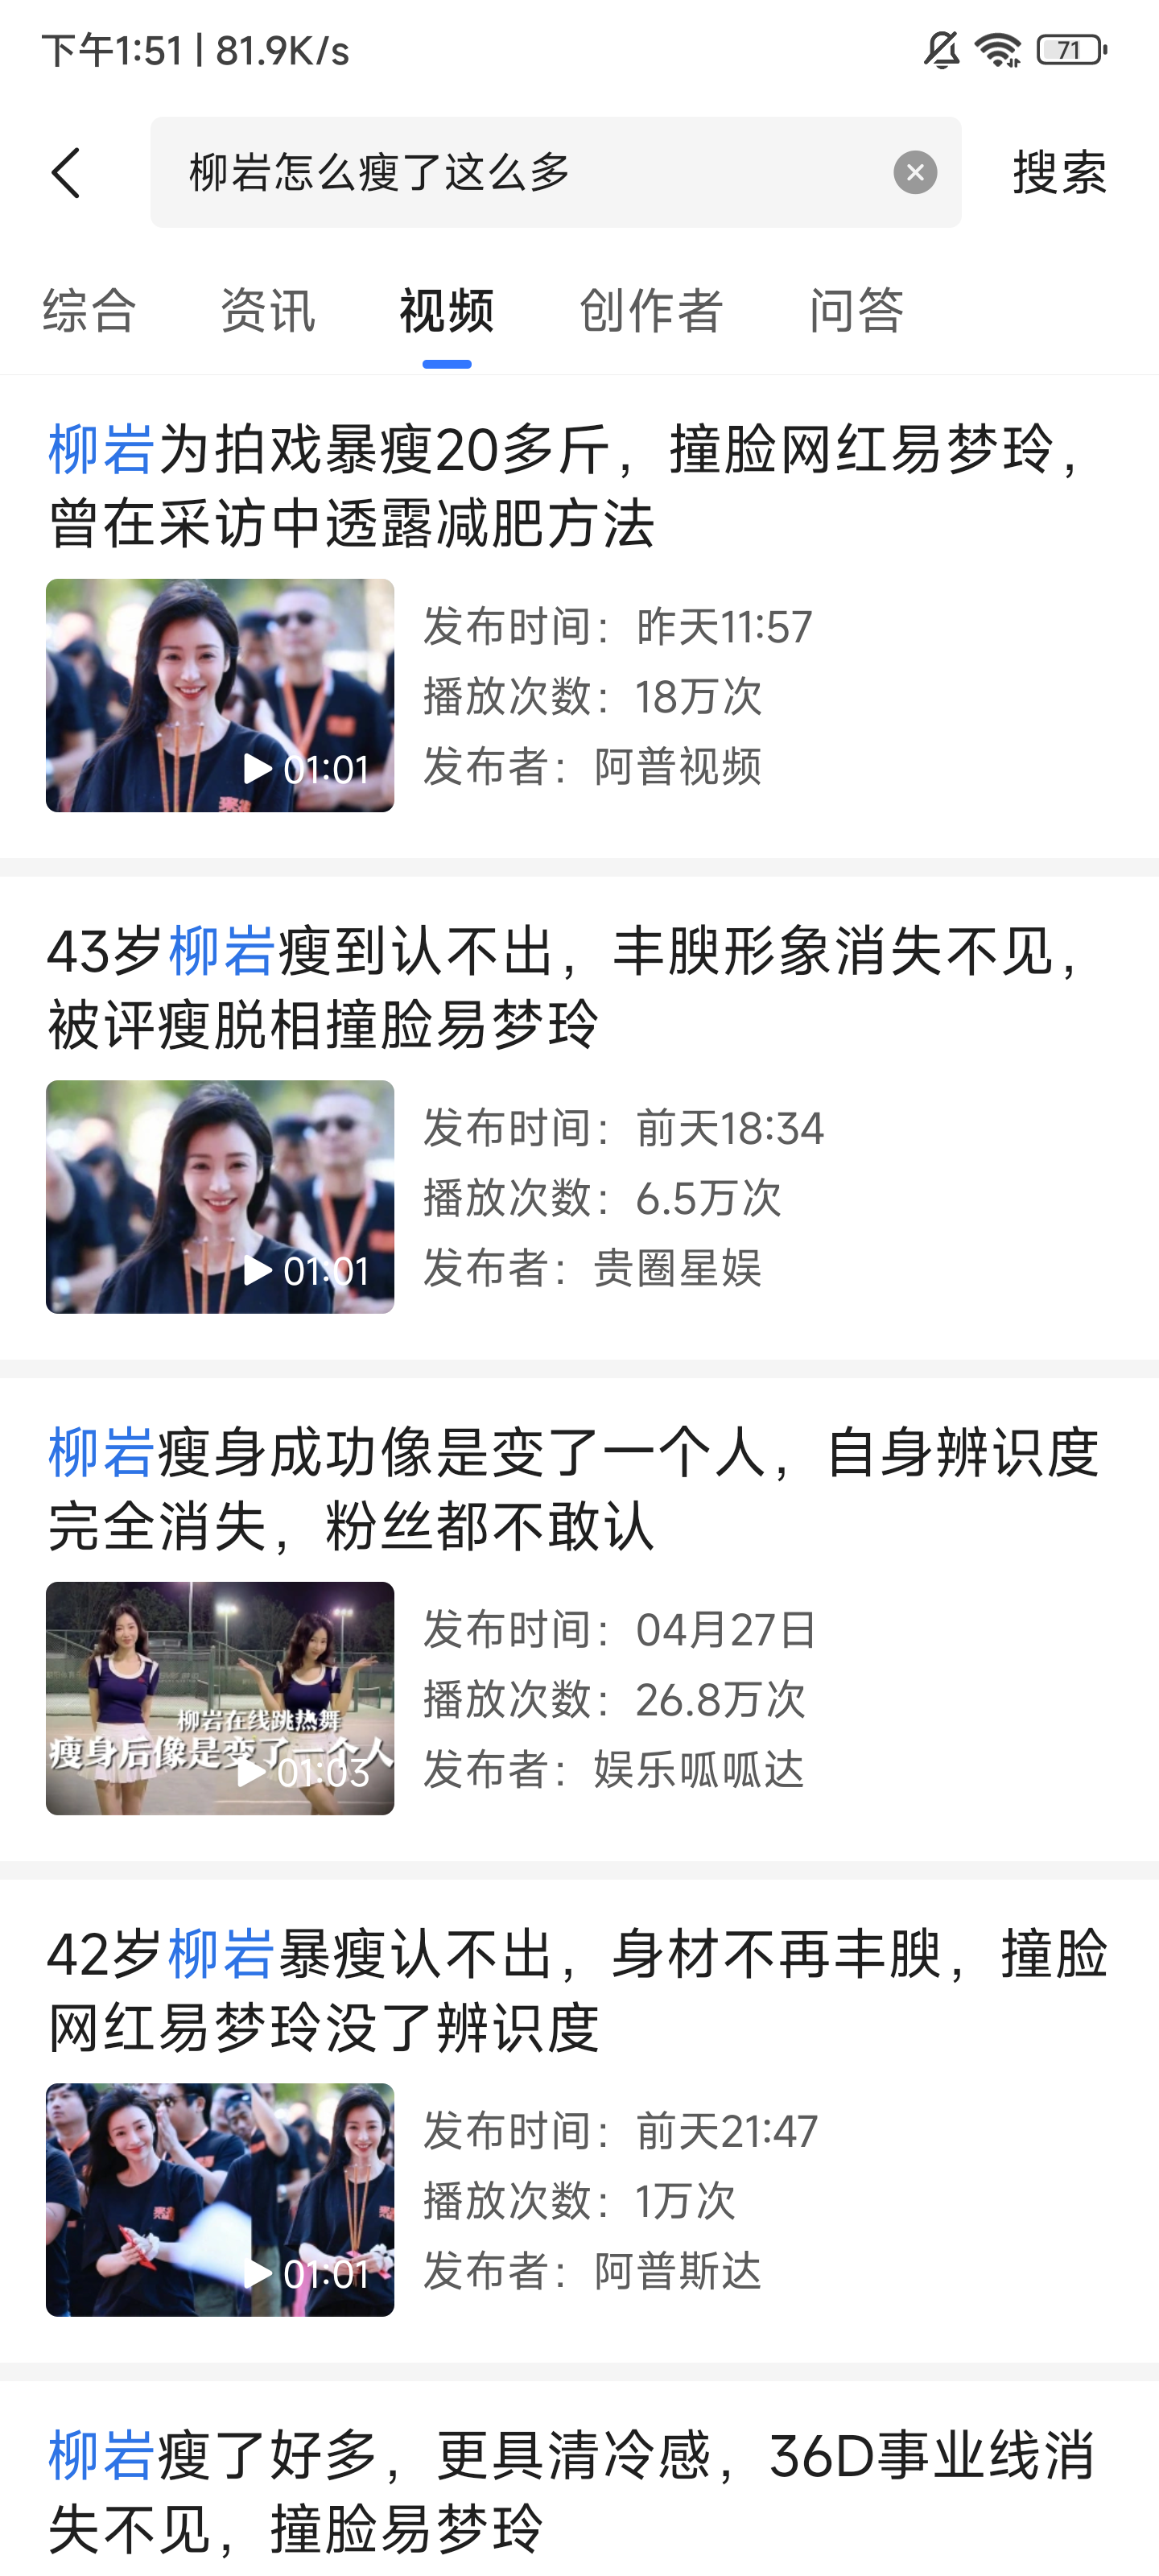 下午1:51 | 81.9K/s
71
柳岩怎么瘦了这么多
搜索
综合 资讯 视频 创作者 问答
柳岩为拍戏暴瘦20多斤，撞脸网红易梦玲，
曾在采访中透露减肥方法
发布时间：昨天11:57
播放次数：18万次
发布者：阿普视频
01:01
43岁柳岩瘦到认不出，丰腴形象消失不见，
被评瘦脱相撞脸易梦玲
发布时间：前天18:34
播放次数：6.5万次
发布者：贵圈星娱
01:01
柳岩瘦身成功像是变了一个人，自身辨识度
完全消失，粉丝都不敢认
发布时间：04月27日
播放次数：26.8万次
发布者：娱乐呱呱达
柳岩在线跳热舞
瘦身后像是变了一个人
01:03
42岁柳岩暴瘦认不出，身材不再丰腴，撞脸
网红易梦玲没了辨识度
发布时间：前天21:47
播放次数：1万次
发布者：阿普斯达
01:01
柳岩瘦了好多，更具清冷感，36D事业线消
失不见，撞脸易梦玲